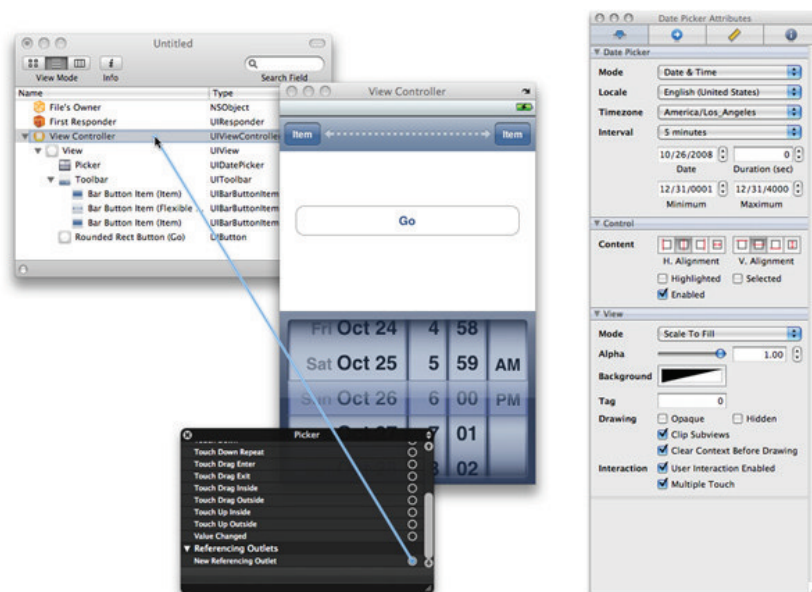 Untitled
View Mode
Info
Search Field
Name Type
File's Owner NSObject
First Responder UIResponder
View Controller UIViewController
View UIView
Picker UIDatePicker
Toolbar UIToolbar
Bar Button Item (Item) UIBarButtonItem
Bar Button Item (Flexible ... UIBarButtonItem
Bar Button Item (Item) UIBarButtonItem
Rounded Rect Button (Go) UIButton
View Controller
Item Item
Go
Fri Oct 24 4 58
Sat Oct 25 5 59 AM
Sun Oct 26 6 00 PM
01
02
Picker
Touch Down Repeat
Touch Drag Enter
Touch Drag Exit
Touch Drag Inside
Touch Drag Outside
Touch Up Inside
Touch Up Outside
Value Changed
Referencing Outlets
New Referencing Outlet
Date Picker Attributes
Date Picker
Mode Date & Time
Locale English (United States)
Timezone America/Los_Angeles
Interval 5 minutes
10/26/2008 0
Date Duration (sec)
12/31/0001 12/31/4000
Minimum Maximum
Control
Content
H. Alignment V. Alignment
Highlighted Selected
Enabled
View
Mode Scale To Fill
Alpha 1.00
Background
Tag 0
Drawing Opaque Hidden
Clip Subviews
Clear Context Before Drawing
Interaction User Interaction Enabled
Multiple Touch